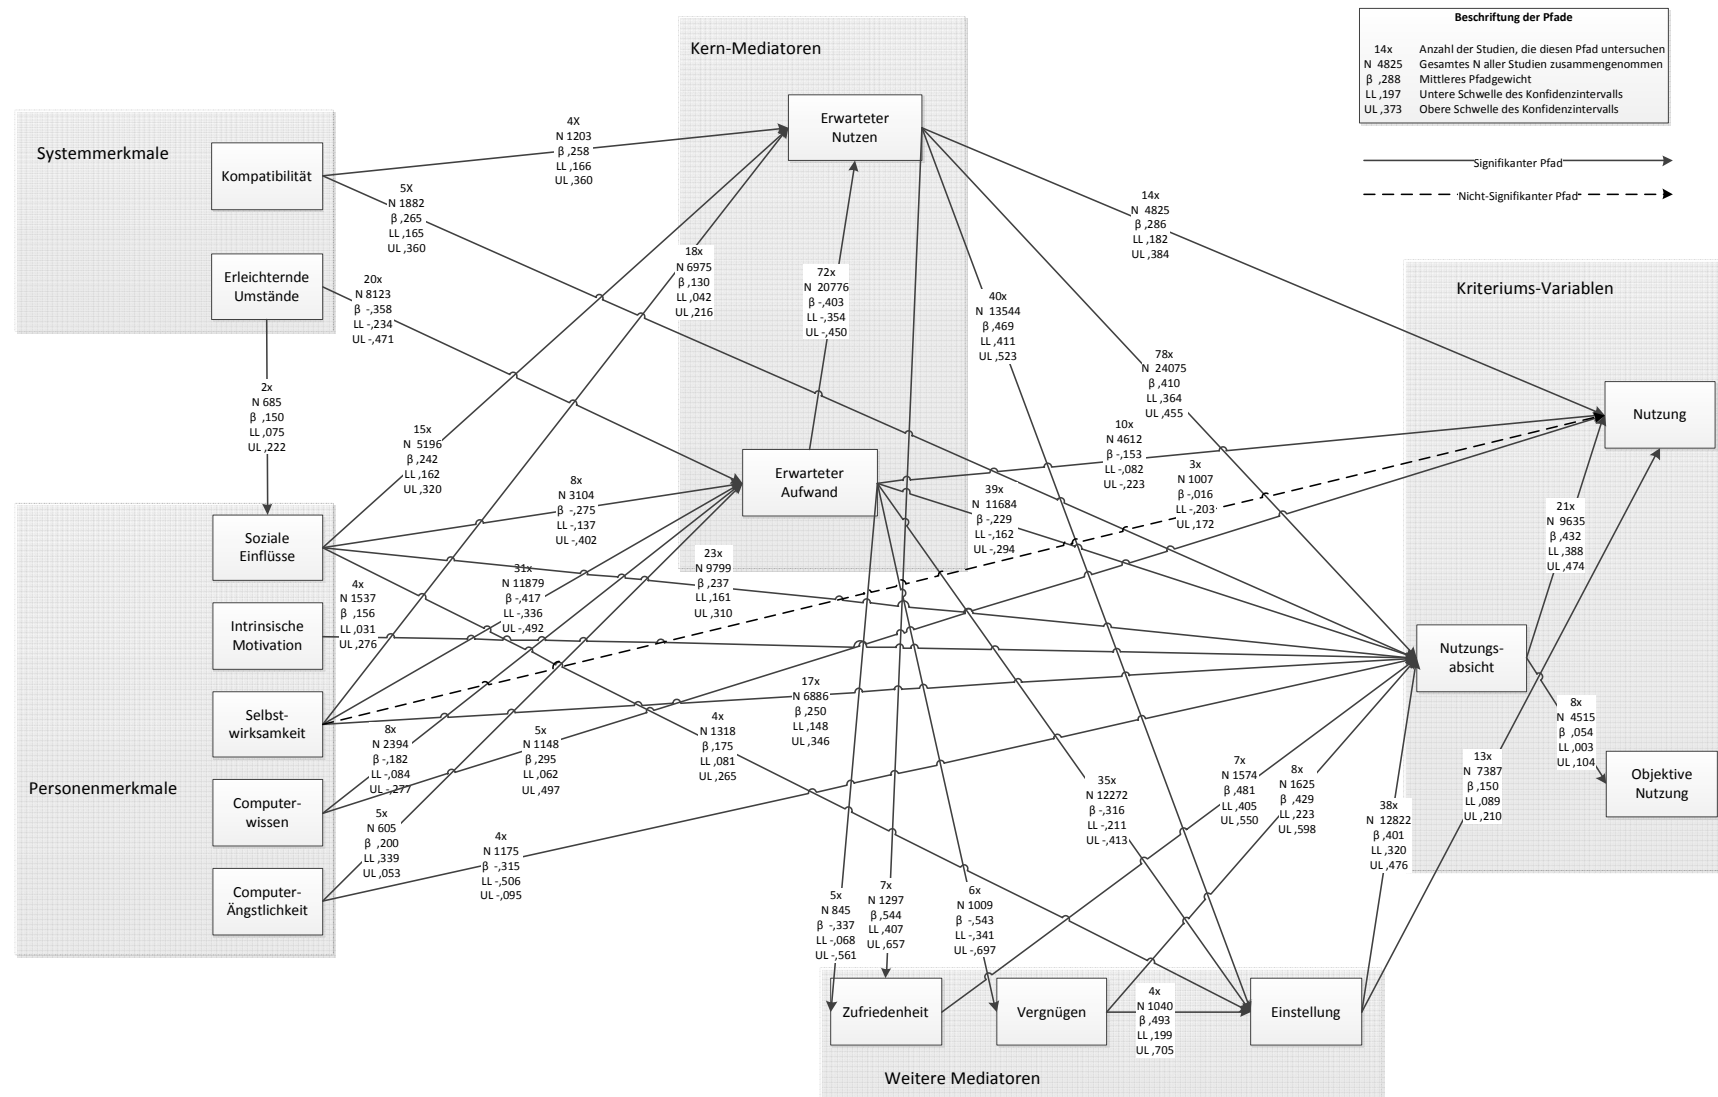 Beschriftung der Pfade
14x Anzahl der Studien, die diesen Pfad untersuchen
N 4825 Gesamtes N aller Studien zusammengenommen
β ,288 Mittleres Pfadgewicht
LL ,197 Untere Schwelle des Konfidenzintervalls
UL ,373 Obere Schwelle des Konfidenzintervalls
Signifikanter Pfad
Nicht-Signifikanter Pfad
Systemmerkmale
Kompatibilität
Erleichternde
Umstände
Kern-Mediatoren
Erwarteter
Nutzen
Erwarteter
Aufwand
Kriteriums-Variablen
Nutzung
Nutzungs-
absicht
Objektive
Nutzung
Personenmerkmale
Soziale
Einflüsse
Intrinsische
Motivation
Selbst-
wirksamkeit
Computer-
wissen
Computer-
Ängstlichkeit
Weitere Mediatoren
Zufriedenheit
Vergnügen
Einstellung
4X
N 1203
β ,258
LL ,166
UL ,360
5X
N 1882
β ,265
LL ,165
UL ,360
20x
N 8123
β -,358
LL -,234
UL -,471
2x
N 685
β ,150
LL ,075
UL ,222
18x
N 6975
β ,130
LL ,042
UL ,216
72x
N 20776
β -,403
LL -,354
UL -,450
40x
N 13544
β ,469
LL ,411
UL ,523
14x
N 4825
β ,286
LL ,182
UL ,384
78x
N 24075
β ,410
LL ,364
UL ,455
15x
N 5196
β ,242
LL ,162
UL ,320
8x
N 3104
β -,275
LL -,137
UL -,402
10x
N 4612
β -,153
LL -,082
UL -,223
39x
N 11684
β -,229
LL -,162
UL -,294
3x
N 1007
β -,016
LL -,203
UL ,172
21x
N 9635
β ,432
LL ,388
UL ,474
4x
N 1537
β ,156
LL ,031
UL ,276
31x
N 11879
β -,417
LL -,336
UL -,492
23x
N 9799
β ,237
LL ,161
UL ,310
17x
N 6886
β ,250
LL ,148
UL ,346
8x
N 2394
β -,182
LL -,084
UL -,277
5x
N 1148
β ,295
LL ,062
UL ,497
4x
N 1318
β ,175
LL ,081
UL ,265
5x
N 605
β ,200
LL ,339
UL ,053
4x
N 1175
β -,315
LL -,506
UL -,095
35x
N 12272
β -,316
LL -,211
UL -,413
7x
N 1574
β ,481
LL ,405
UL ,550
8x
N 1625
β ,429
LL ,223
UL ,598
38x
N 12822
β ,401
LL ,320
UL ,476
13x
N 7387
β ,150
LL ,089
UL ,210
8x
N 4515
β ,054
LL ,003
UL ,104
5x
N 845
β -,337
LL -,068
UL -,561
7x
N 1297
β ,544
LL ,407
UL ,657
6x
N 1009
β -,543
LL -,341
UL -,697
4x
N 1040
β ,493
LL ,199
UL ,705